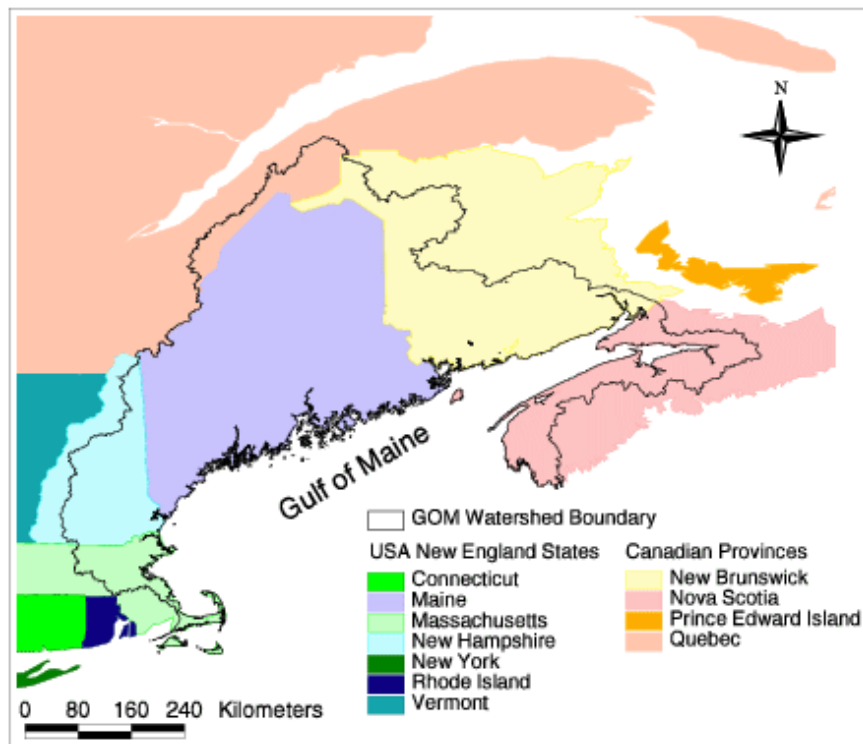 N
Gulf of Maine
GOM Watershed Boundary
USA New England States
Connecticut
Maine
Massachusetts
New Hampshire
New York
Rhode Island
Vermont
Canadian Provinces
New Brunswick
Nova Scotia
Prince Edward Island
Quebec
0 80 160 240 Kilometers